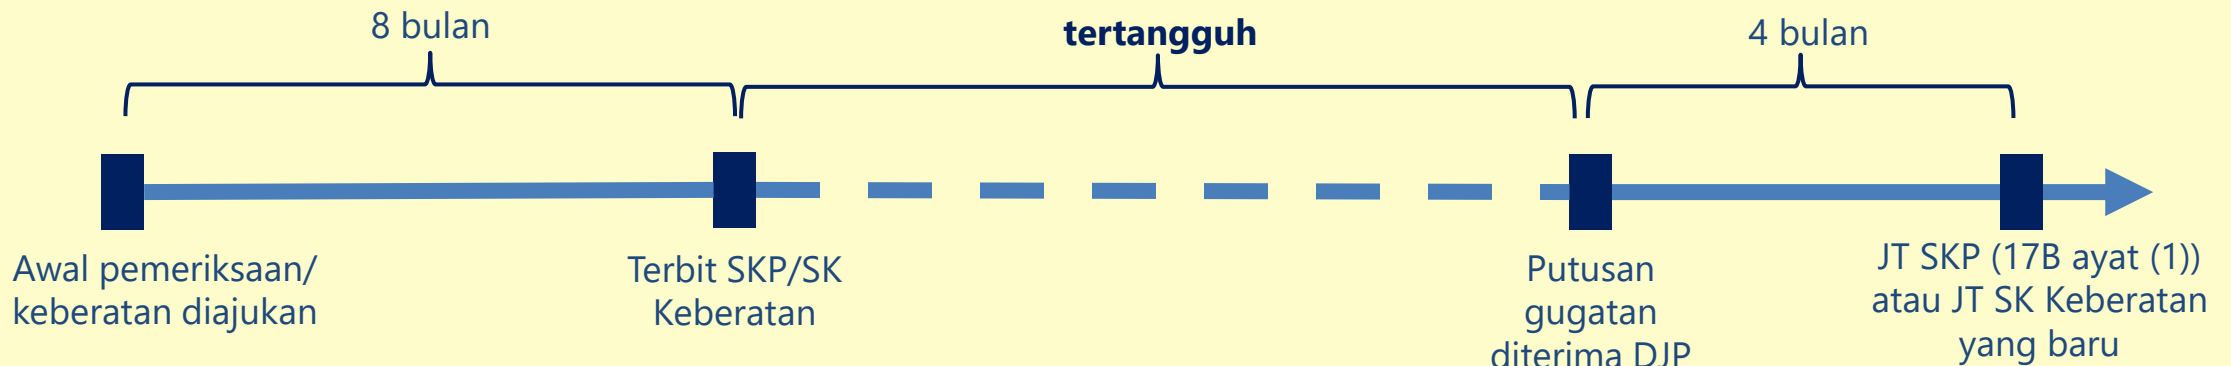 8 bulan
tertangguh
4 bulan
Awal pemeriksaan/
keberatan diajukan
Terbit SKP/SK
Keberatan
Putusan
gugatan
diterima DJP
JT SKP (17B ayat (1))
atau JT SK Keberatan
yang baru